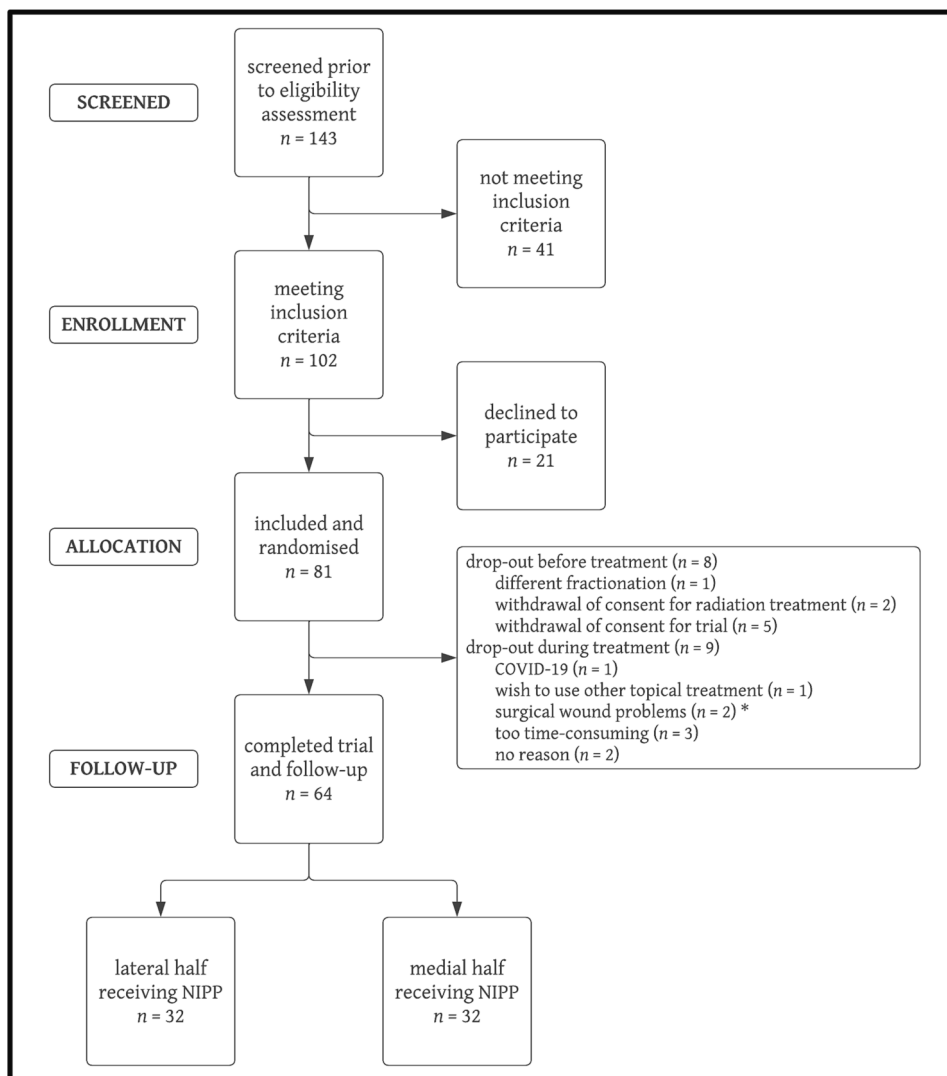 SCREENED
screened prior
to eligibility
assessment
n = 143
not meeting
inclusion
criteria
n = 41
ENROLLMENT
meeting
inclusion
criteria
n = 102
declined to
participate
n = 21
ALLOCATION
included and
randomised
n = 81
drop-out before treatment (n = 8)
different fractionation (n = 1)
withdrawal of consent for radiation treatment (n = 2)
withdrawal of consent for trial (n = 5)
drop-out during treatment (n = 9)
COVID-19 (n = 1)
wish to use other topical treatment (n = 1)
surgical wound problems (n = 2) *
too time-consuming (n = 3)
no reason (n = 2)
FOLLOW-UP
completed trial
and follow-up
n = 64
lateral half
receiving NIPP
n = 32
medial half
receiving NIPP
n = 32